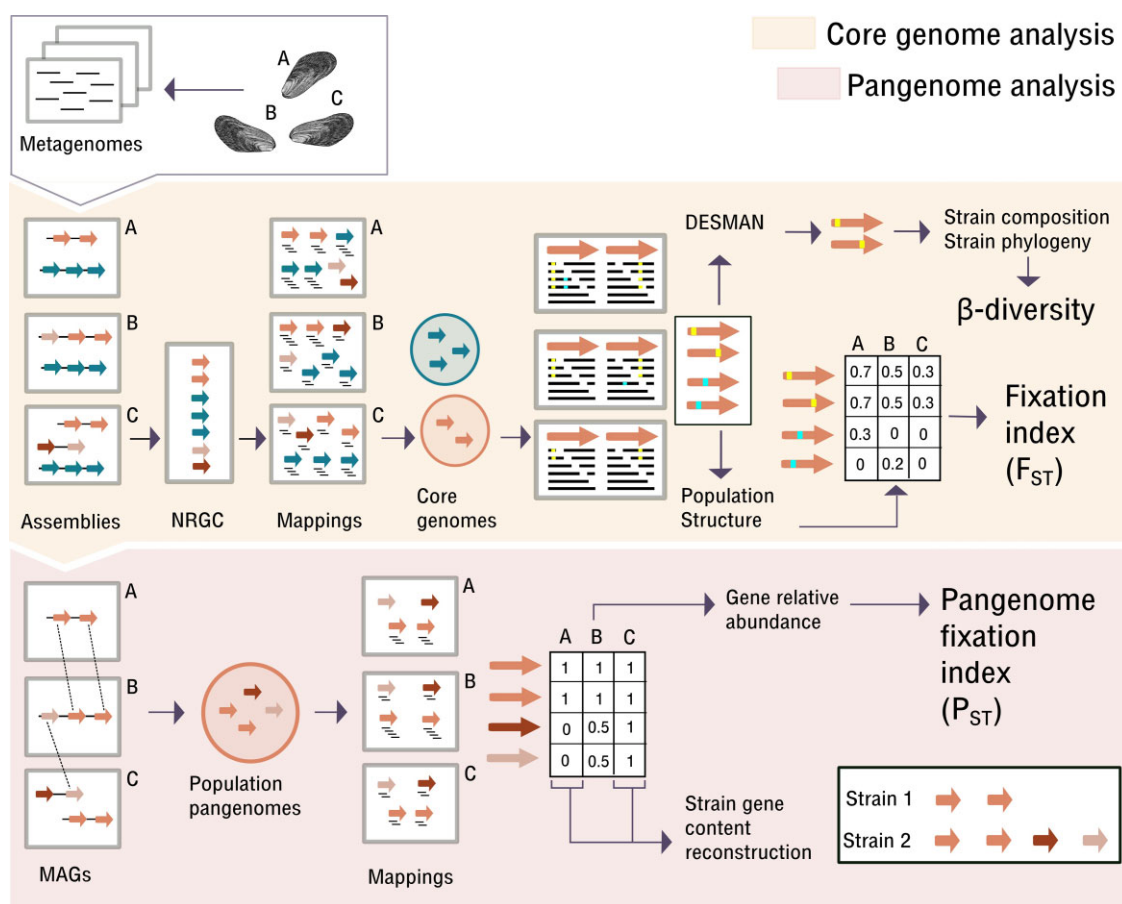 Core genome analysis
Pangenome analysis
A
B
C
Metagenomes
A
B
C
Assemblies
NRGC
A
B
C
Mappings
Core
genomes
DESMAN
Strain composition
Strain phylogeny
β-diversity
Population
Structure
A B C
0.7 0.5 0.3
0.7 0.5 0.3
0.3 0 0
0 0.2 0
Fixation
index
(FST)
A
B
C
MAGs
Population
pangenomes
A
B
C
Mappings
A B C
1 1 1
1 1 1
0 0.5 1
0 0.5 1
Gene relative
abundance
Pangenome
fixation
index
(PST)
Strain gene
content
reconstruction
Strain 1
Strain 2